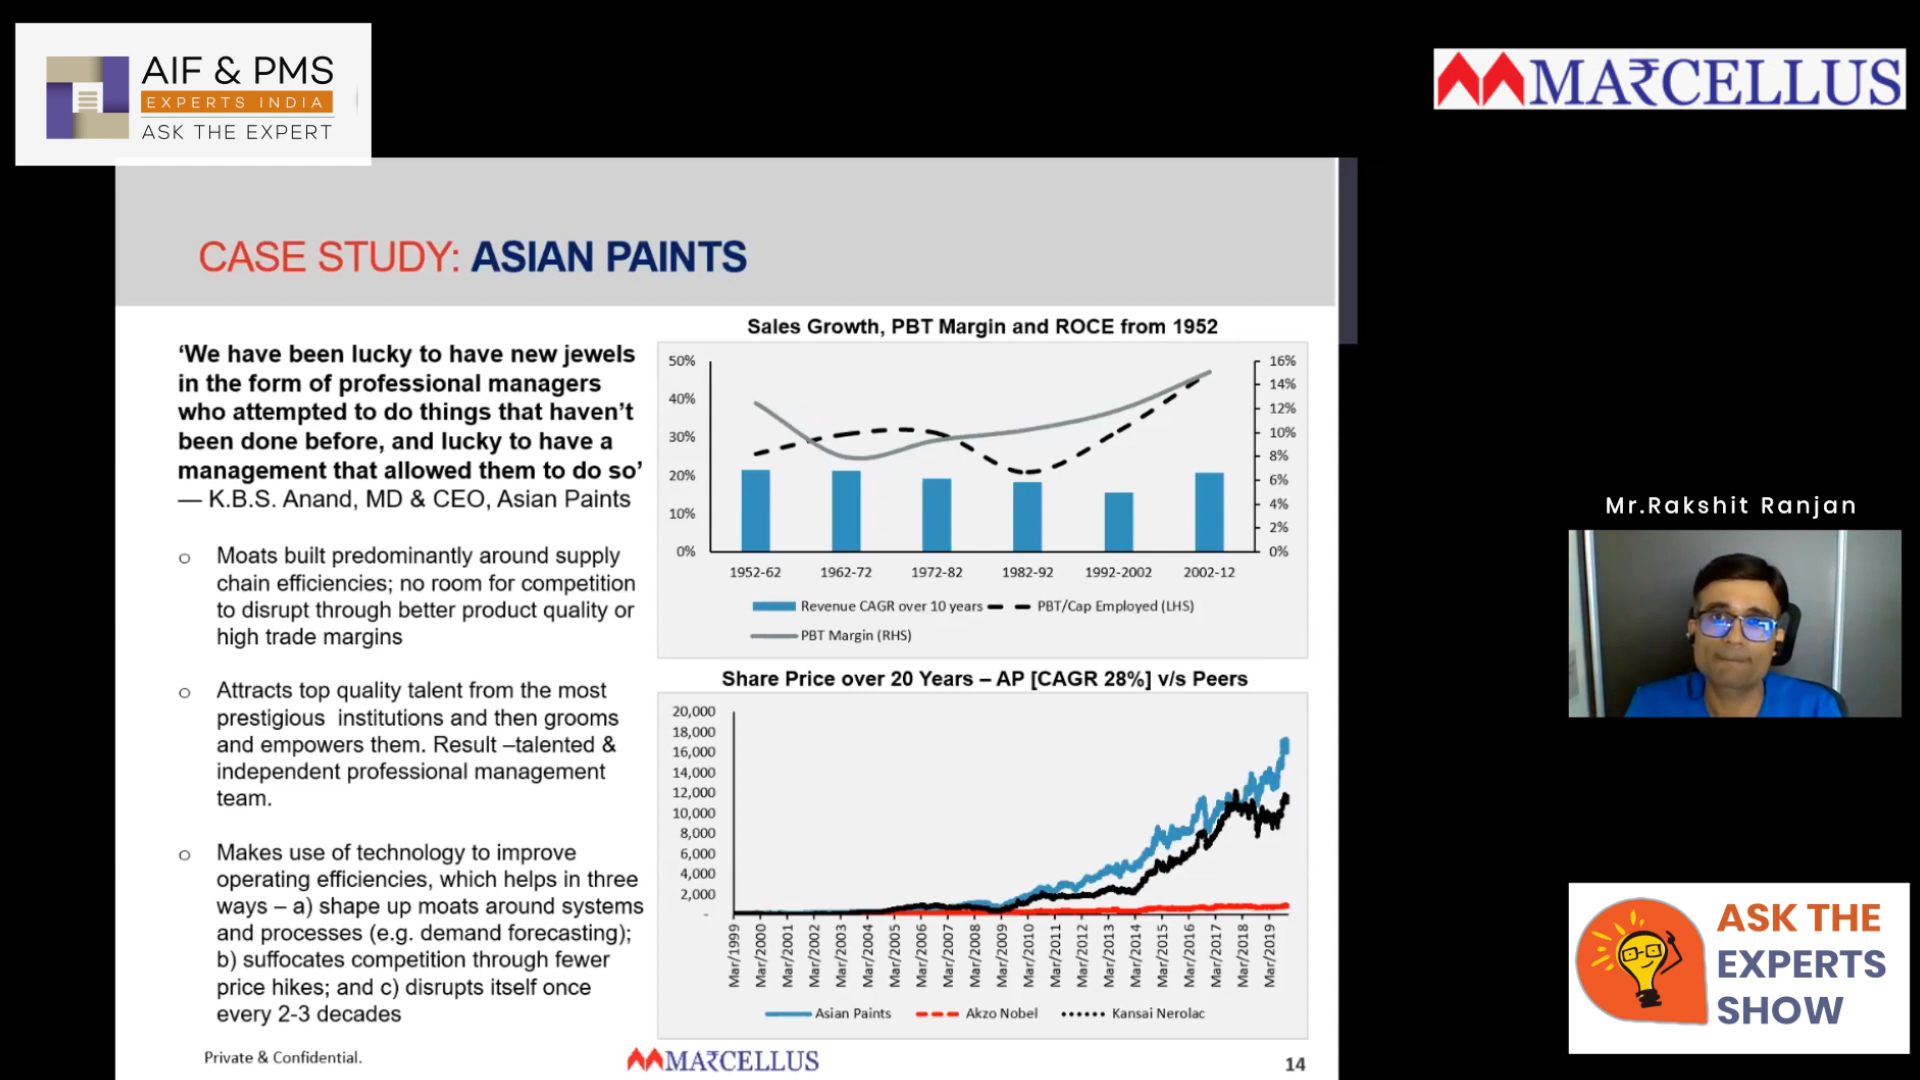 AIF & PMS
EXPERTS INDIA
ASK THE EXPERT
MA₹CELLUS
CASE STUDY: ASIAN PAINTS
‘We have been lucky to have new jewels
in the form of professional managers
who attempted to do things that haven’t
been done before, and lucky to have a
management that allowed them to do so’
— K.B.S. Anand, MD & CEO, Asian Paints
o Moats built predominantly around supply
chain efficiencies; no room for competition
to disrupt through better product quality or
high trade margins
o Attracts top quality talent from the most
prestigious institutions and then grooms
and empowers them. Result –talented &
independent professional management
team.
o Makes use of technology to improve
operating efficiencies, which helps in three
ways – a) shape up moats around systems
and processes (e.g. demand forecasting);
b) suffocates competition through fewer
price hikes; and c) disrupts itself once
every 2-3 decades
Sales Growth, PBT Margin and ROCE from 1952
50%
40%
30%
20%
10%
0%
16%
14%
12%
10%
8%
6%
4%
2%
0%
1952-62 1962-72 1972-82 1982-92 1992-2002 2002-12
Revenue CAGR over 10 years PBT/Cap Employed (LHS)
PBT Margin (RHS)
Share Price over 20 Years – AP [CAGR 28%] v/s Peers
20,000
18,000
16,000
14,000
12,000
10,000
8,000
6,000
4,000
2,000
-
Mar/1999 Mar/2000 Mar/2001 Mar/2002 Mar/2003 Mar/2004 Mar/2005 Mar/2006 Mar/2007 Mar/2008 Mar/2009 Mar/2010 Mar/2011 Mar/2012 Mar/2013 Mar/2014 Mar/2015 Mar/2016 Mar/2017 Mar/2018 Mar/2019
Asian Paints Akzo Nobel Kansai Nerolac
Private & Confidential.
MA₹CELLUS
14
Mr.Rakshit Ranjan
ASK THE
EXPERTS
SHOW